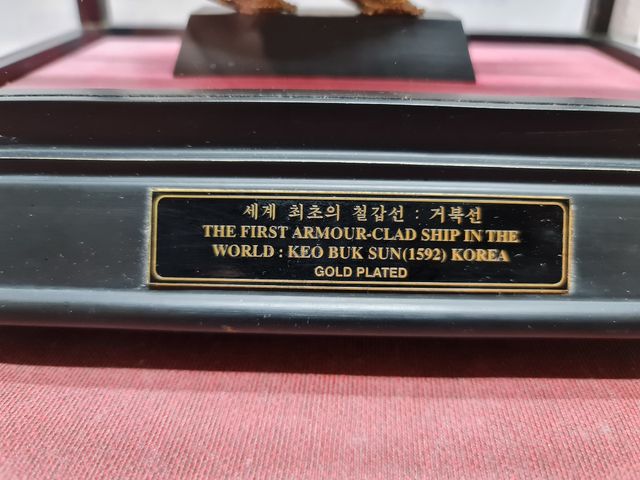 세계 최초의 철갑선 : 거북선
THE FIRST ARMOUR-CLAD SHIP IN THE
WORLD : KEO BUK SUN(1592) KOREA
GOLD PLATED